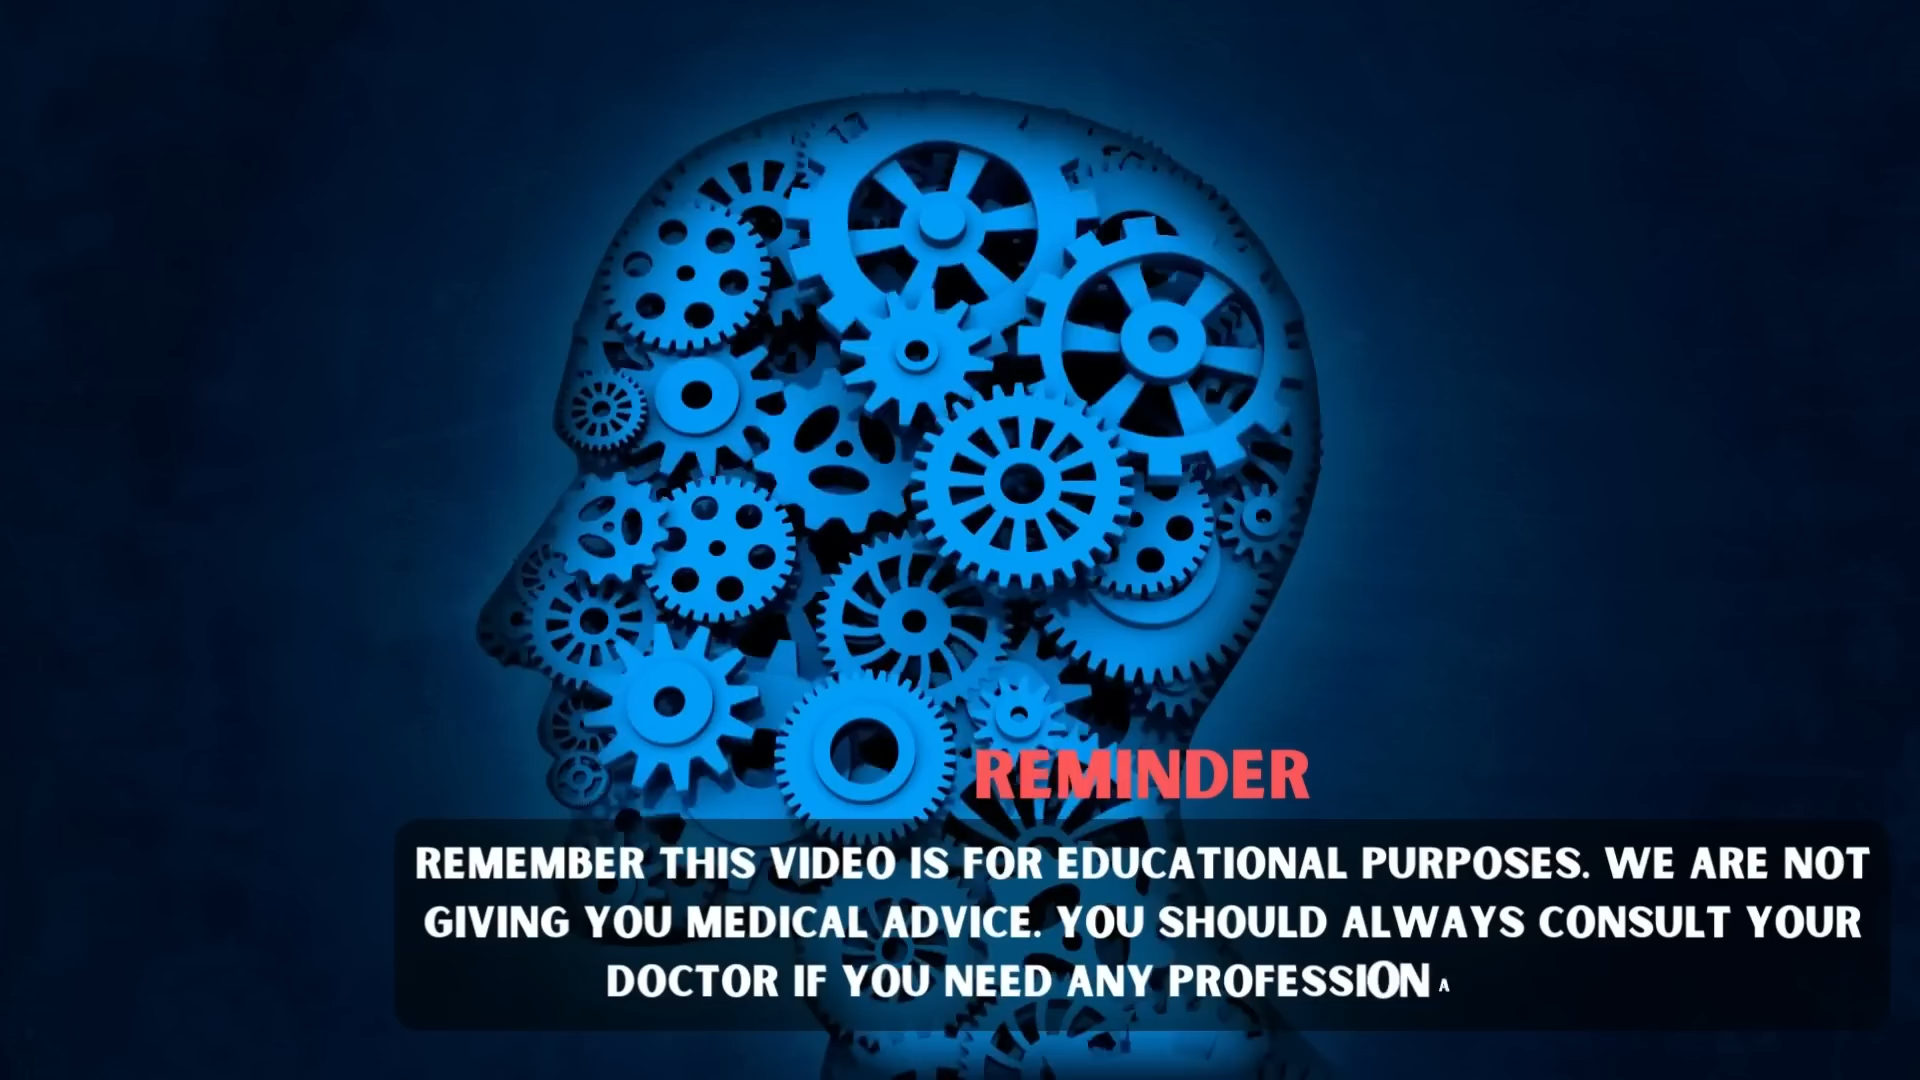 REMINDER
REMEMBER THIS VIDEO IS FOR EDUCATIONAL PURPOSES. WE ARE NOT
GIVING YOU MEDICAL ADVICE. YOU SHOULD ALWAYS CONSULT YOUR
DOCTOR IF YOU NEED ANY PROFESSIONA